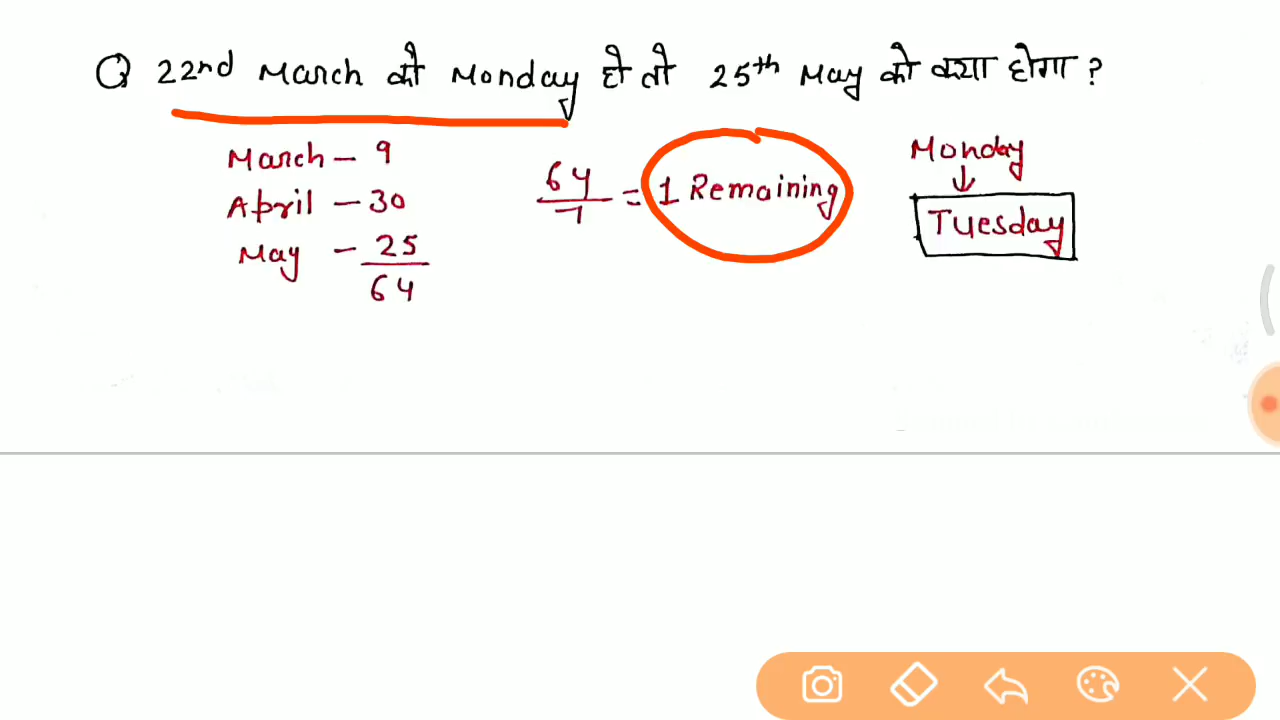 Q 22nd March को Monday हो तो 25th May को क्या होगा ?
March - 9
April - 30
May - 25
64
64/7 = 1 Remaining
Monday
↓
Tuesday